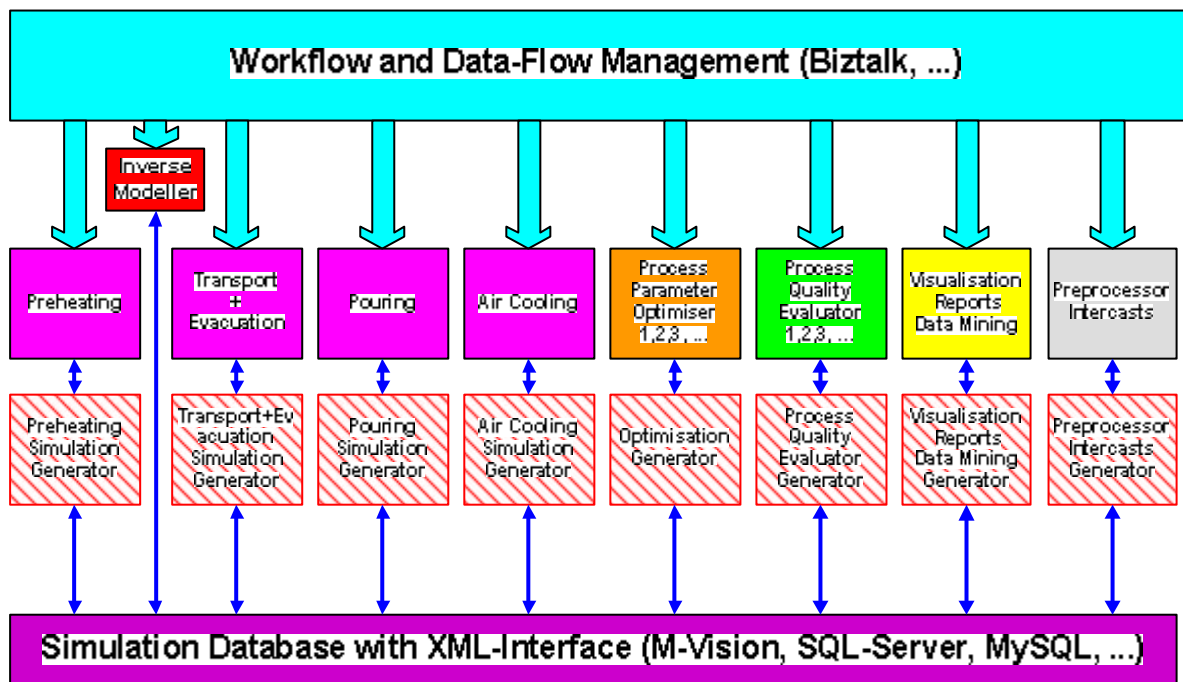 Workflow and Data-Flow Management (Biztalk, ...)
Inverse
Modeller
Preheating
Transport
+
Evacuation
Pouring
Air Cooling
Process
Parameter
Optimiser
1,2,3, ...
Process
Quality
Evaluator
1,2,3, ...
Visualisation
Reports
Data Mining
Preprocessor
Intercasts
Preheating
Simulation
Generator
Transport+Ev
acuation
Simulation
Generator
Pouring
Simulation
Generator
Air Cooling
Simulation
Generator
Optimisation
Generator
Process
Quality
Evaluator
Generator
Visualisation
Reports
Data Mining
Generator
Preprocessor
Intercasts
Generator
Simulation Database with XML-Interface (M-Vision, SQL-Server, MySQL, ...)